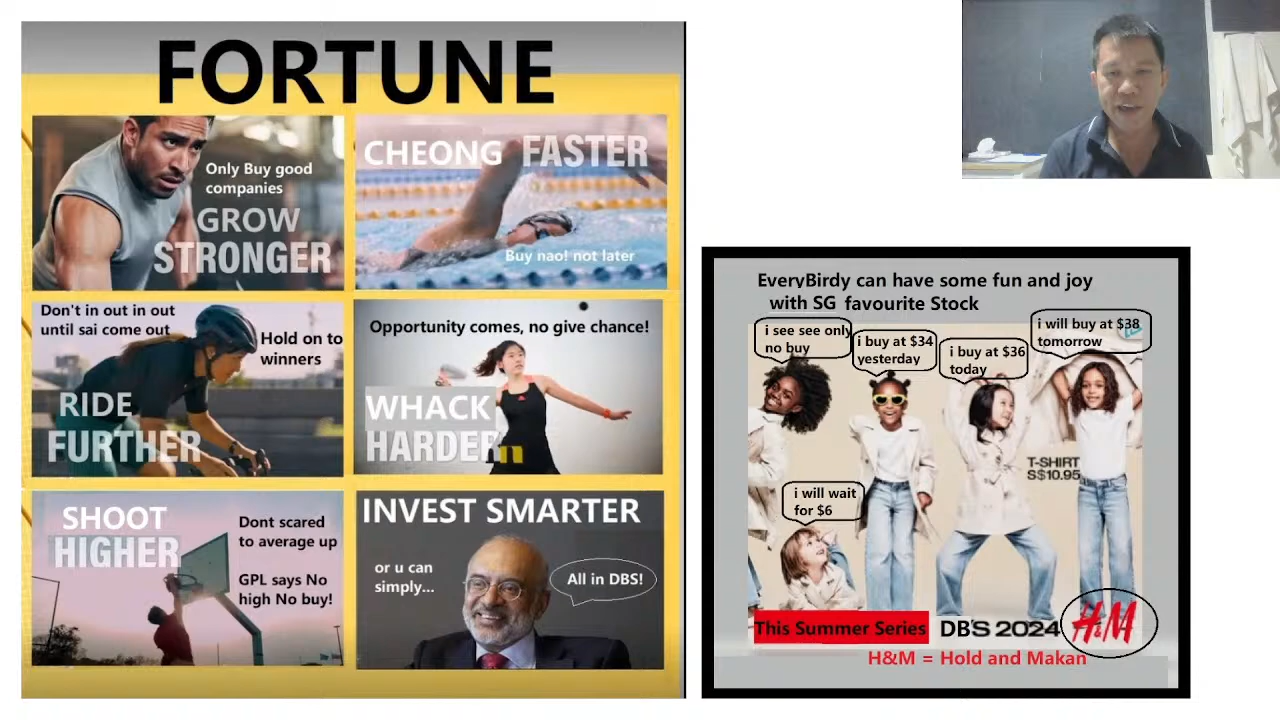 FORTUNE
Only Buy good
companies
GROW
STRONGER
CHEONG FASTER
Buy nao! not later
Don't in out in out
until sai come out
Hold on to
winners
RIDE
FURTHER
Opportunity comes, no give chance!
WHACK
HARDER
SHOOT
HIGHER
Dont scared
to average up
GPL says No
high No buy!
INVEST SMARTER
or u can
simply...
All in DBS!
EveryBirdy can have some fun and joy
with SG favourite Stock
i see see only
no buy
i buy at $34
yesterday
i buy at $36
today
i will buy at $38
tomorrow
T-SHIRT
S$10.95
i will wait
for $6
This Summer Series DBS 2024 H&M
H&M = Hold and Makan